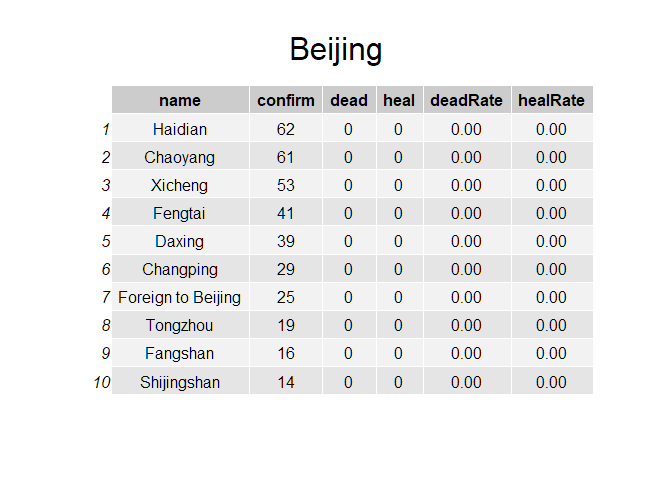 Beijing
name confirm dead heal deadRate healRate
1 Haidian 62 0 0 0.00 0.00
2 Chaoyang 61 0 0 0.00 0.00
3 Xicheng 53 0 0 0.00 0.00
4 Fengtai 41 0 0 0.00 0.00
5 Daxing 39 0 0 0.00 0.00
6 Changping 29 0 0 0.00 0.00
7 Foreign to Beijing 25 0 0 0.00 0.00
8 Tongzhou 19 0 0 0.00 0.00
9 Fangshan 16 0 0 0.00 0.00
10 Shijingshan 14 0 0 0.00 0.00